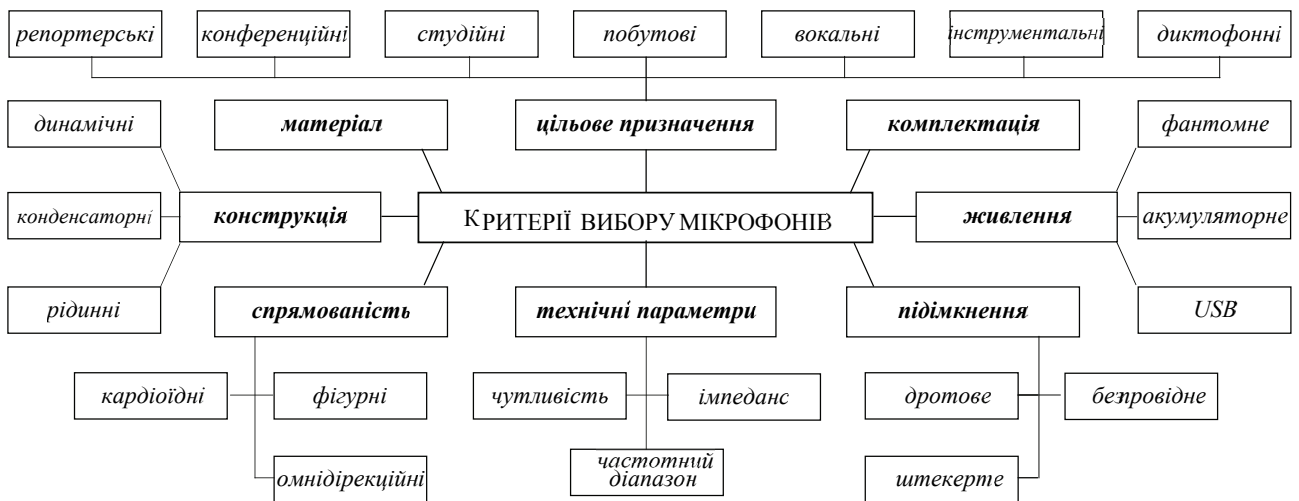 репортерські
конференційні
студійні
побутові
вокальні
інструментальні
диктофонні
динамічні
матеріал
цільове призначення
комплектація
фантомне
конденсаторні
конструкція
КРИТЕРІЇ ВИБОРУ МІКРОФОНІВ
живлення
акумуляторне
рідинні
спрямованість
технічні параметри
підімкнення
USB
кардіоїдні
фігурні
чутливість
імпеданс
дротове
безпровідне
омнідірекційні
частотний
діапазон
штекерте